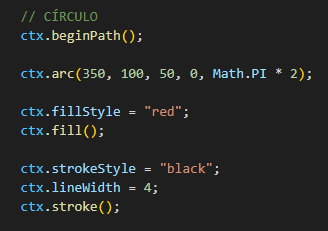 // CÍRCULO
ctx.beginPath();
ctx.arc(350, 100, 50, 0, Math.PI * 2);
ctx.fillStyle = "red";
ctx.fill();
ctx.strokeStyle = "black";
ctx.lineWidth = 4;
ctx.stroke();